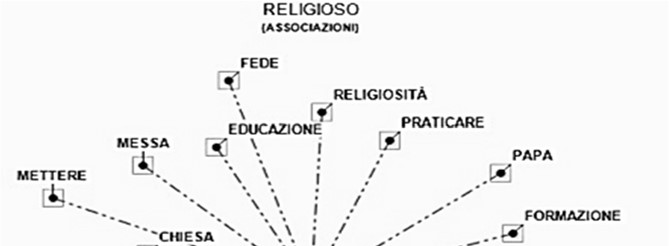 RELIGIOSO
(ASSOCIAZIONI)
FEDE
RELIGIOSITÀ
EDUCAZIONE
PRATICARE
MESSA
PAPA
METTERE
FORMAZIONE
CHIESA